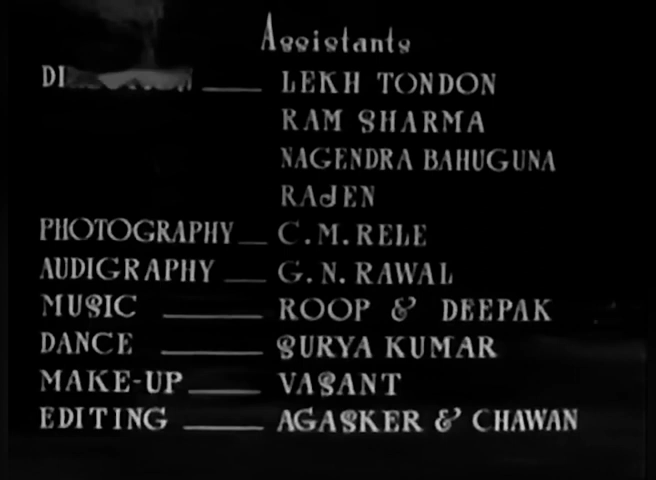 Assistants
LEKH TONDON
RAM SHARMA
NAGENDRA BAHUGUNA
RAJEN
PHOTOGRAPHY — C.M. RELE
AUDIGRAPHY — G.N. RAWAL
MUSIC — ROOP & DEEPAK
DANCE — SURYA KUMAR
MAKE-UP — VASANT
EDITING — AGASKER & CHAWAN